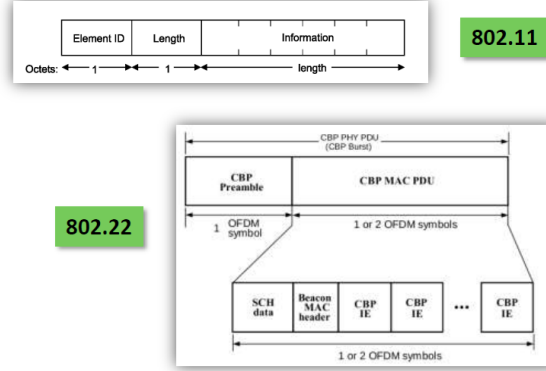 Element ID Length Information
Octets: 1 1 length
802.11
CBP PHY PDU
(CBP Burst)
CBP
Preamble
CBP MAC PDU
1 OFDM
symbol
1 or 2 OFDM symbols
802.22
SCH
data
Beacon
MAC
header
CBP
IE
CBP
IE
•••
CBP
IE
1 or 2 OFDM symbols